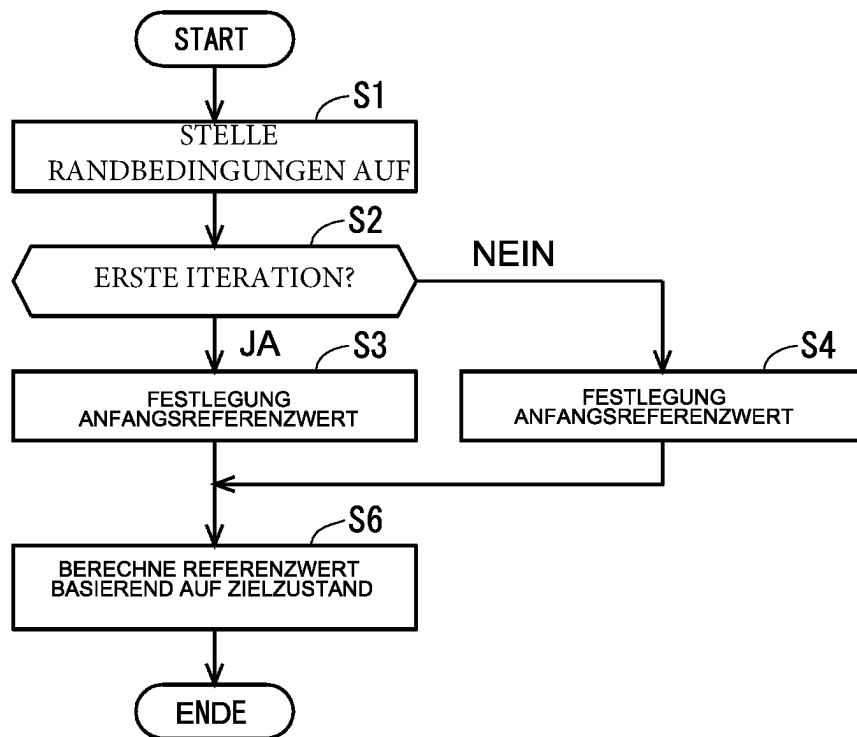 START
S1
STELLE
RANDBEDINGUNGEN AUF
S2
ERSTE ITERATION?
NEIN
JA
S3
FESTLEGUNG
ANFANGSREFERENZWERT
S4
FESTLEGUNG
ANFANGSREFERENZWERT
S6
BERECHNE REFERENZWERT
BASIEREND AUF ZIELZUSTAND
ENDE